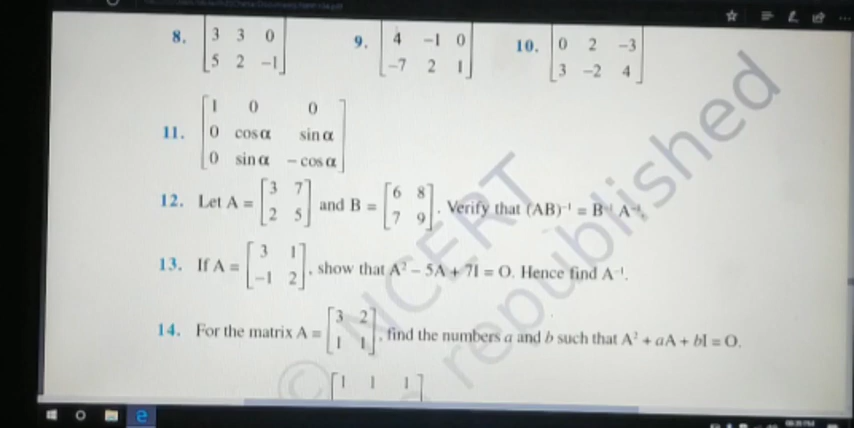 8. [3 3 0
5 2 -1]
9. [4 -1 0
-7 2 1]
10. [0 2 -3
3 -2 4]
11. [1 0 0
0 cos α sin α
0 sin α - cos α]
12. Let A = [3 7
2 5] and B = [6 8
7 9]. Verify that (AB)⁻¹ = B⁻¹ A⁻¹.
13. If A = [3 1
-1 2], show that A² – 5A + 7I = O. Hence find A⁻¹.
14. For the matrix A = [3 2
1 1], find the numbers a and b such that A² + aA + bI = O.
[1 1 1]
© NCERT
republished